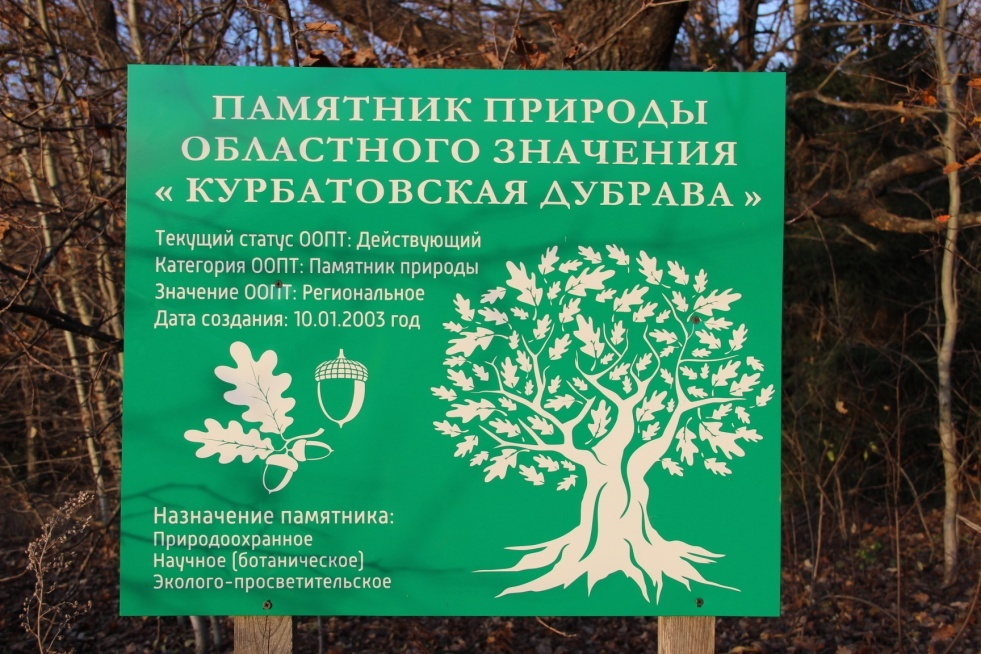 ПАМЯТНИК ПРИРОДЫ
ОБЛАСТНОГО ЗНАЧЕНИЯ
« КУРБАТОВСКАЯ ДУБРАВА »
Текущий статус ООПТ: Действующий
Категория ООПТ: Памятник природы
Значение ООПТ: Региональное
Дата создания: 10.01.2003 год
Назначение памятника:
Природоохранное
Научное (ботаническое)
Эколого-просветительское